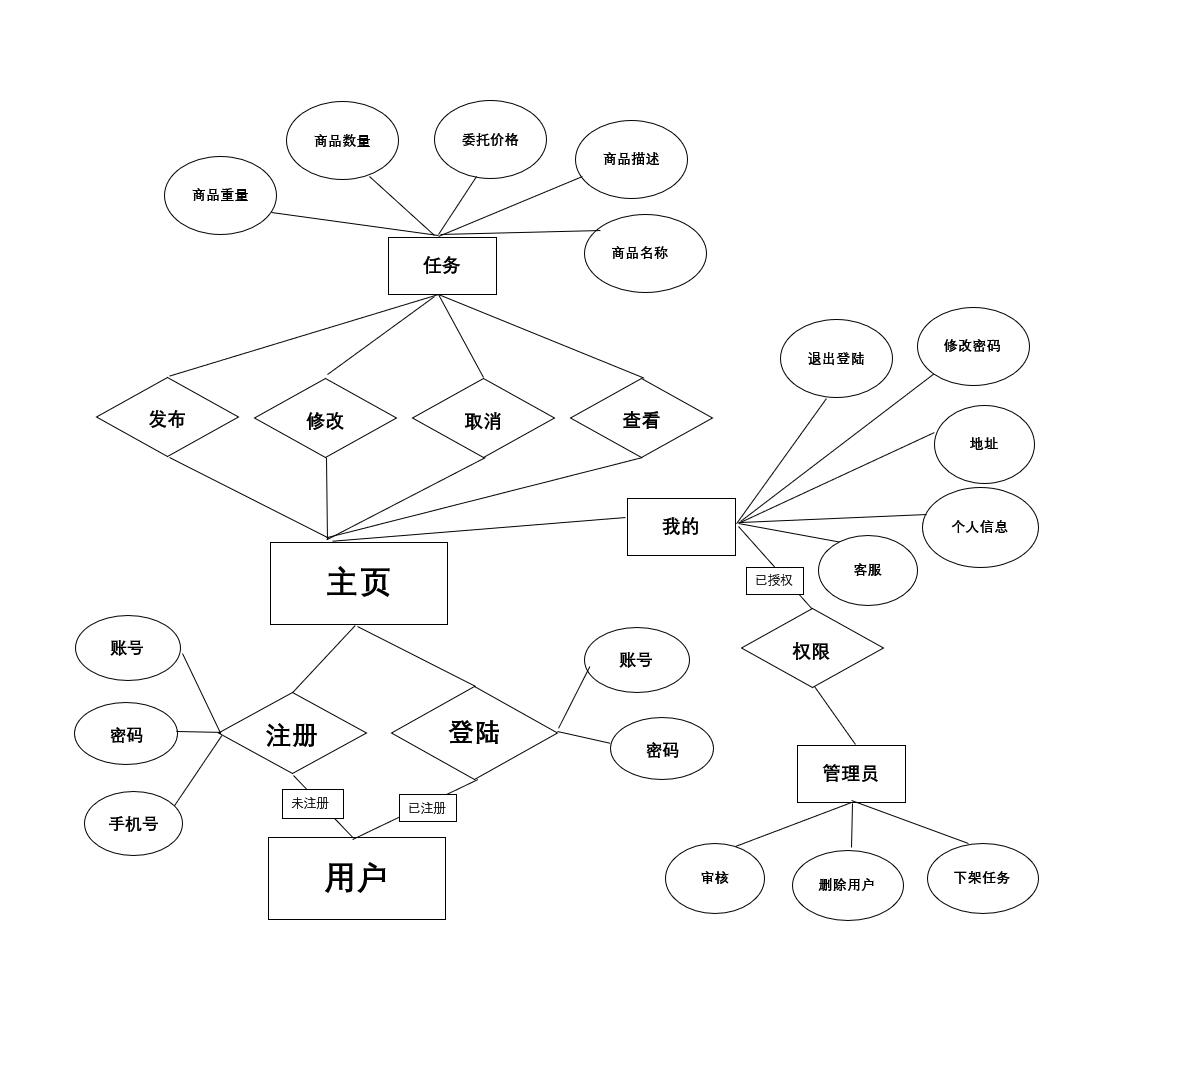 商品数量
委托价格
商品描述
商品重量
商品名称
任务
退出登陆
修改密码
发布
修改
取消
查看
地址
我的
个人信息
客服
已授权
主页
账号
账号
权限
密码
注册
登陆
密码
未注册
已注册
管理员
手机号
用户
审核
删除用户
下架任务